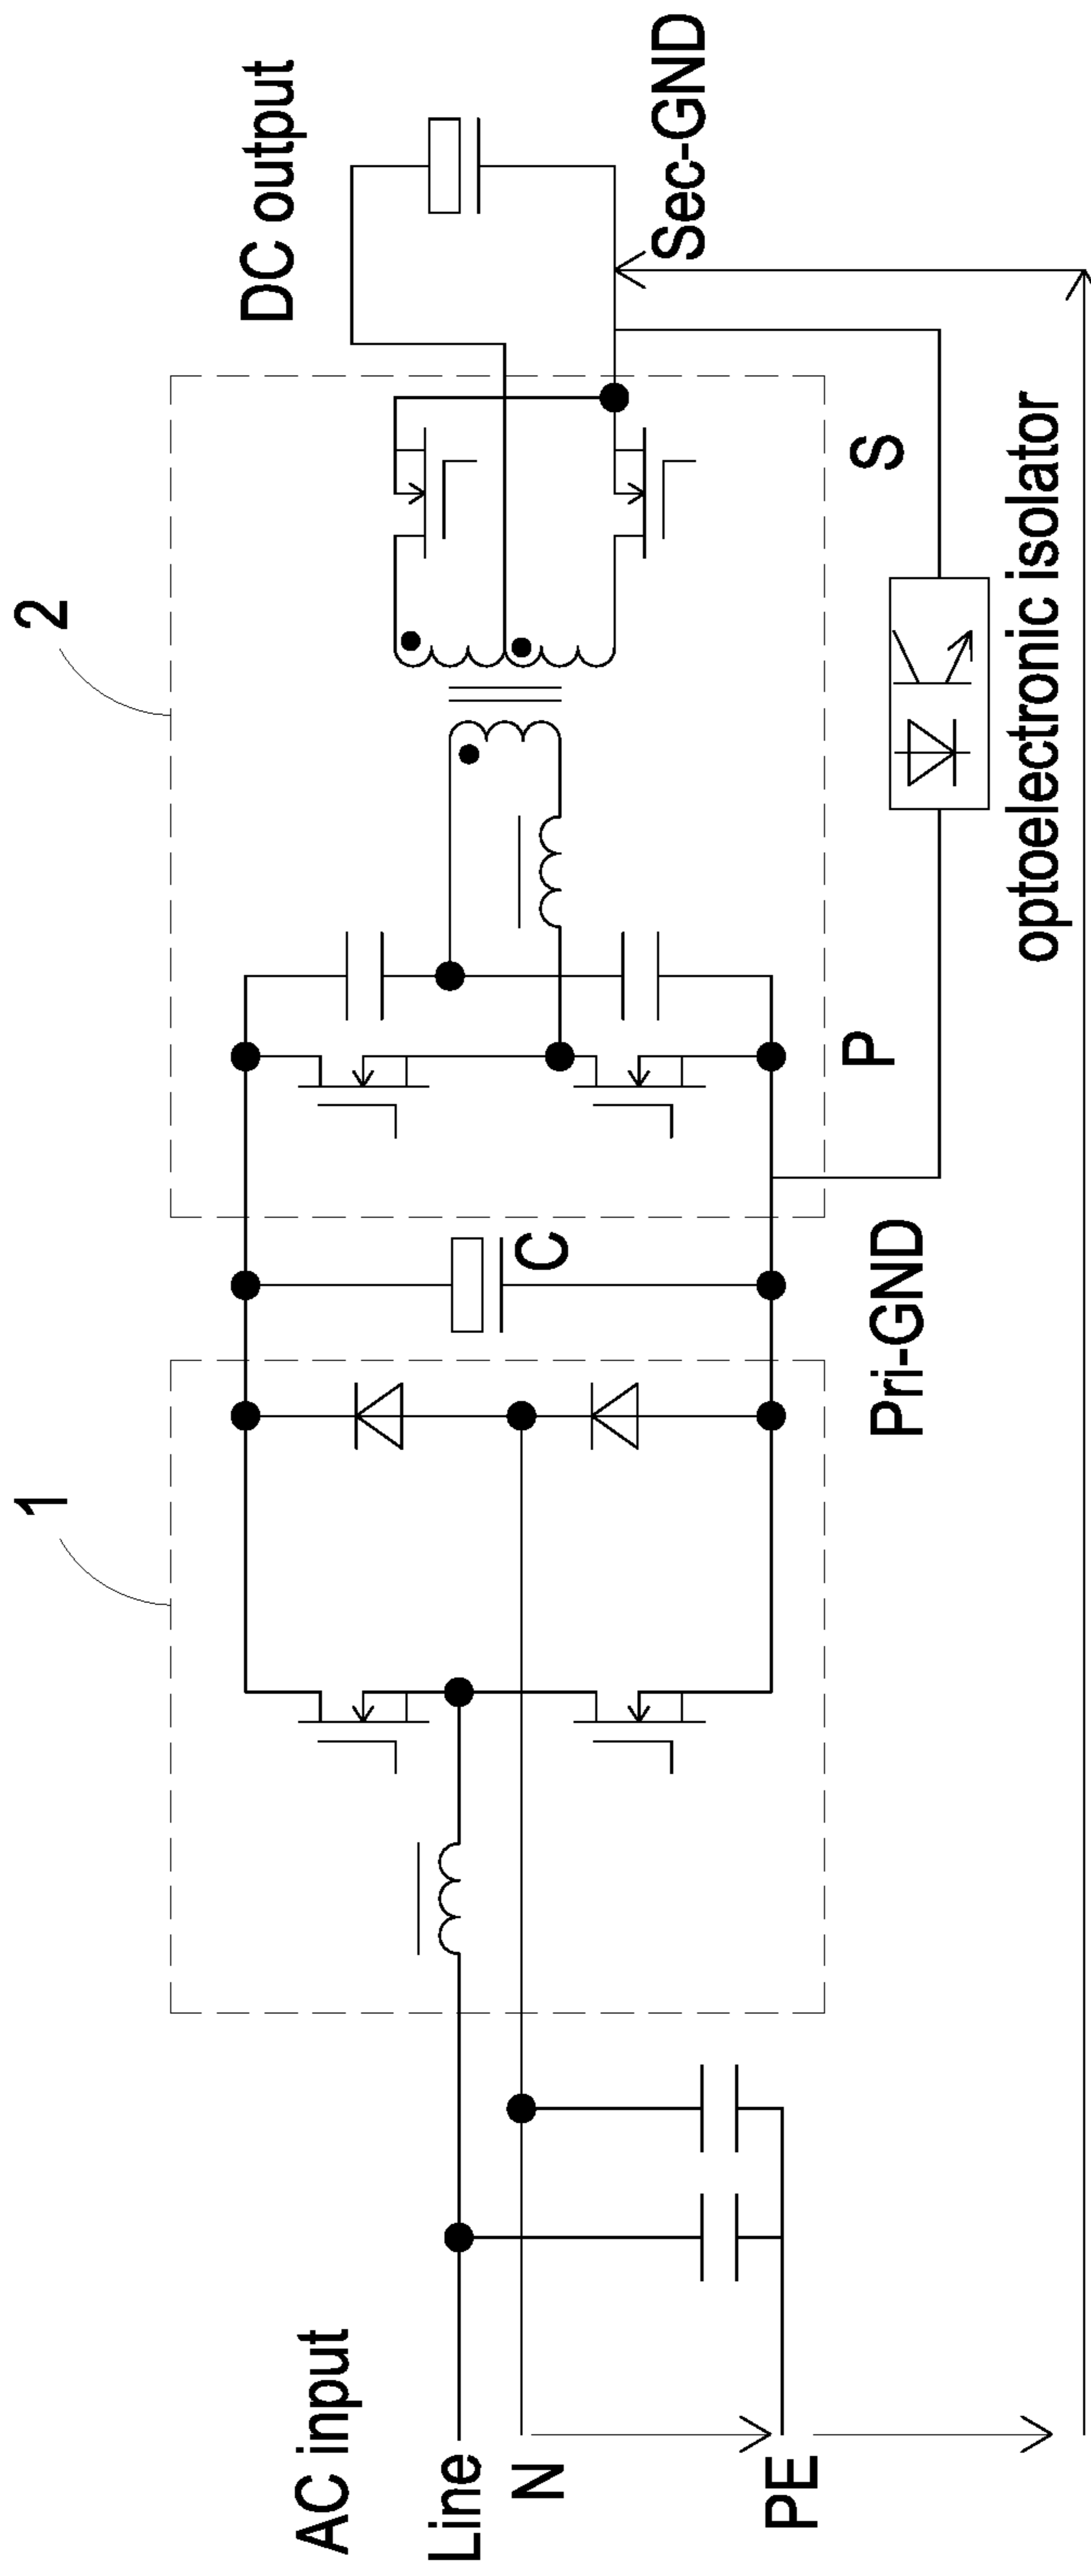 1
2
AC input
DC output
Line
N
C
PE
Pri-GND
P
S
Sec-GND
optoelectronic isolator